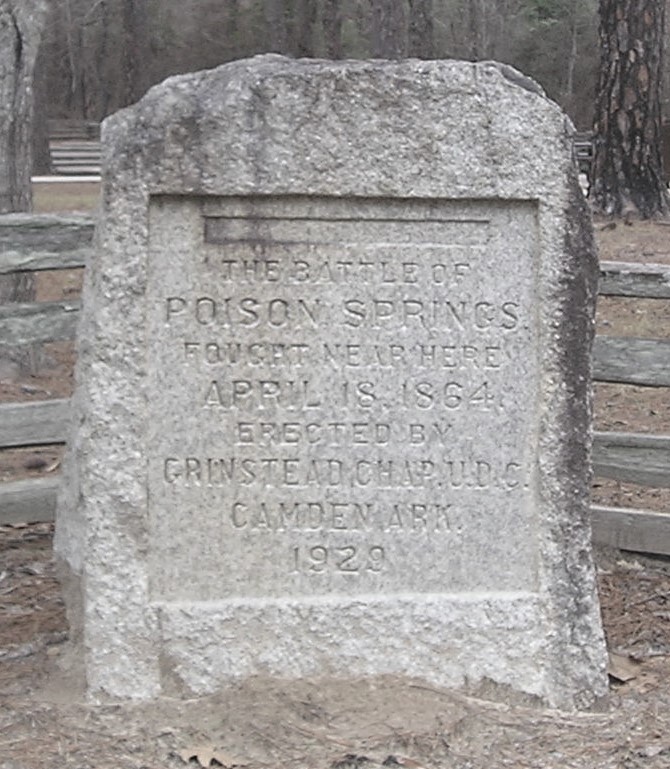 THE BATTLE OF
POISON SPRINGS.
FOUGHT NEAR HERE
APRIL 18, 1864.
ERECTED BY
GRINSTEAD CHAP. U.D.C.
CAMDEN ARK.
1929